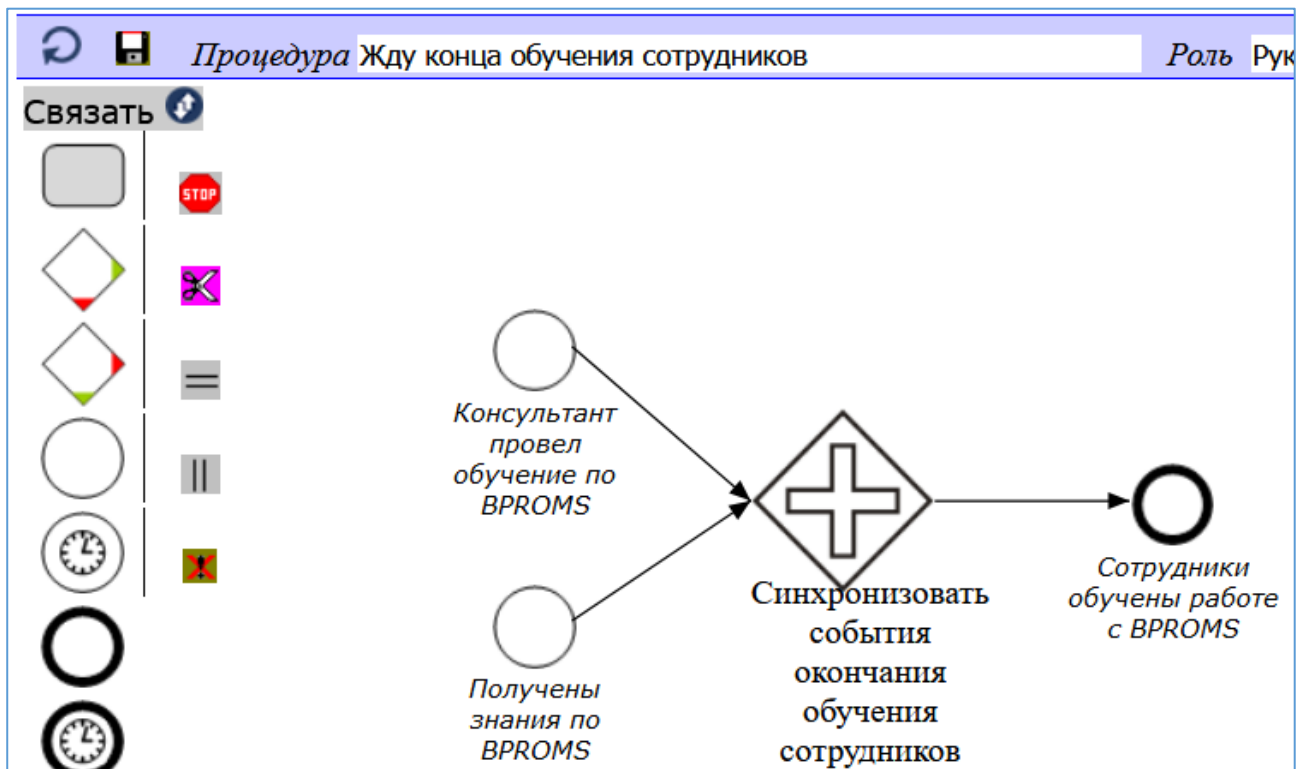 Процедура Жду конца обучения сотрудников Роль Рук
Связать
STOP
Консультант
провел
обучение по
BPROMS
Получены
знания по
BPROMS
Синхронизовать
события
окончания
обучения
сотрудников
Сотрудники
обучены работе
с BPROMS